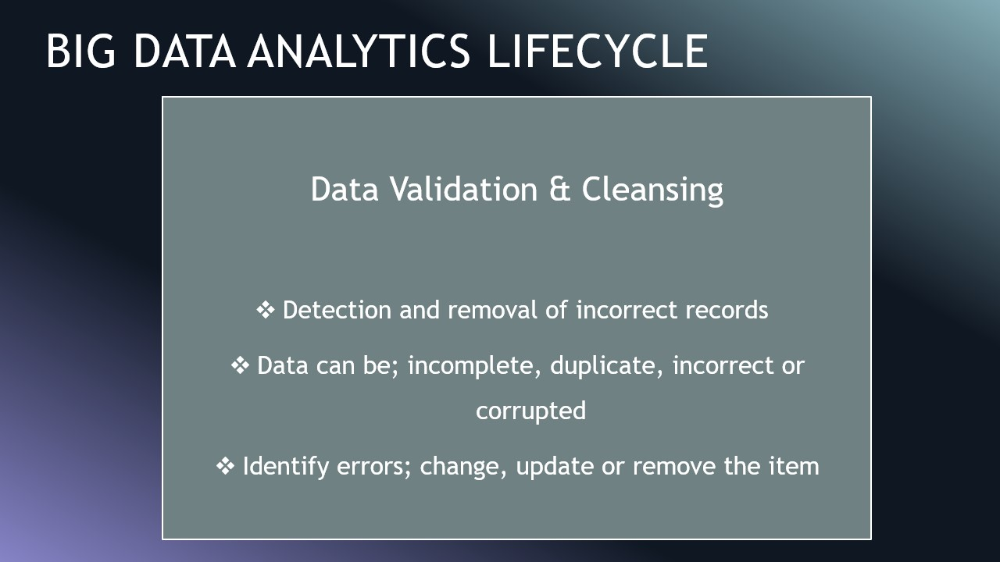 BIG DATA ANALYTICS LIFECYCLE
Data Validation & Cleansing
❖ Detection and removal of incorrect records
❖ Data can be; incomplete, duplicate, incorrect or
corrupted
❖ Identify errors; change, update or remove the item